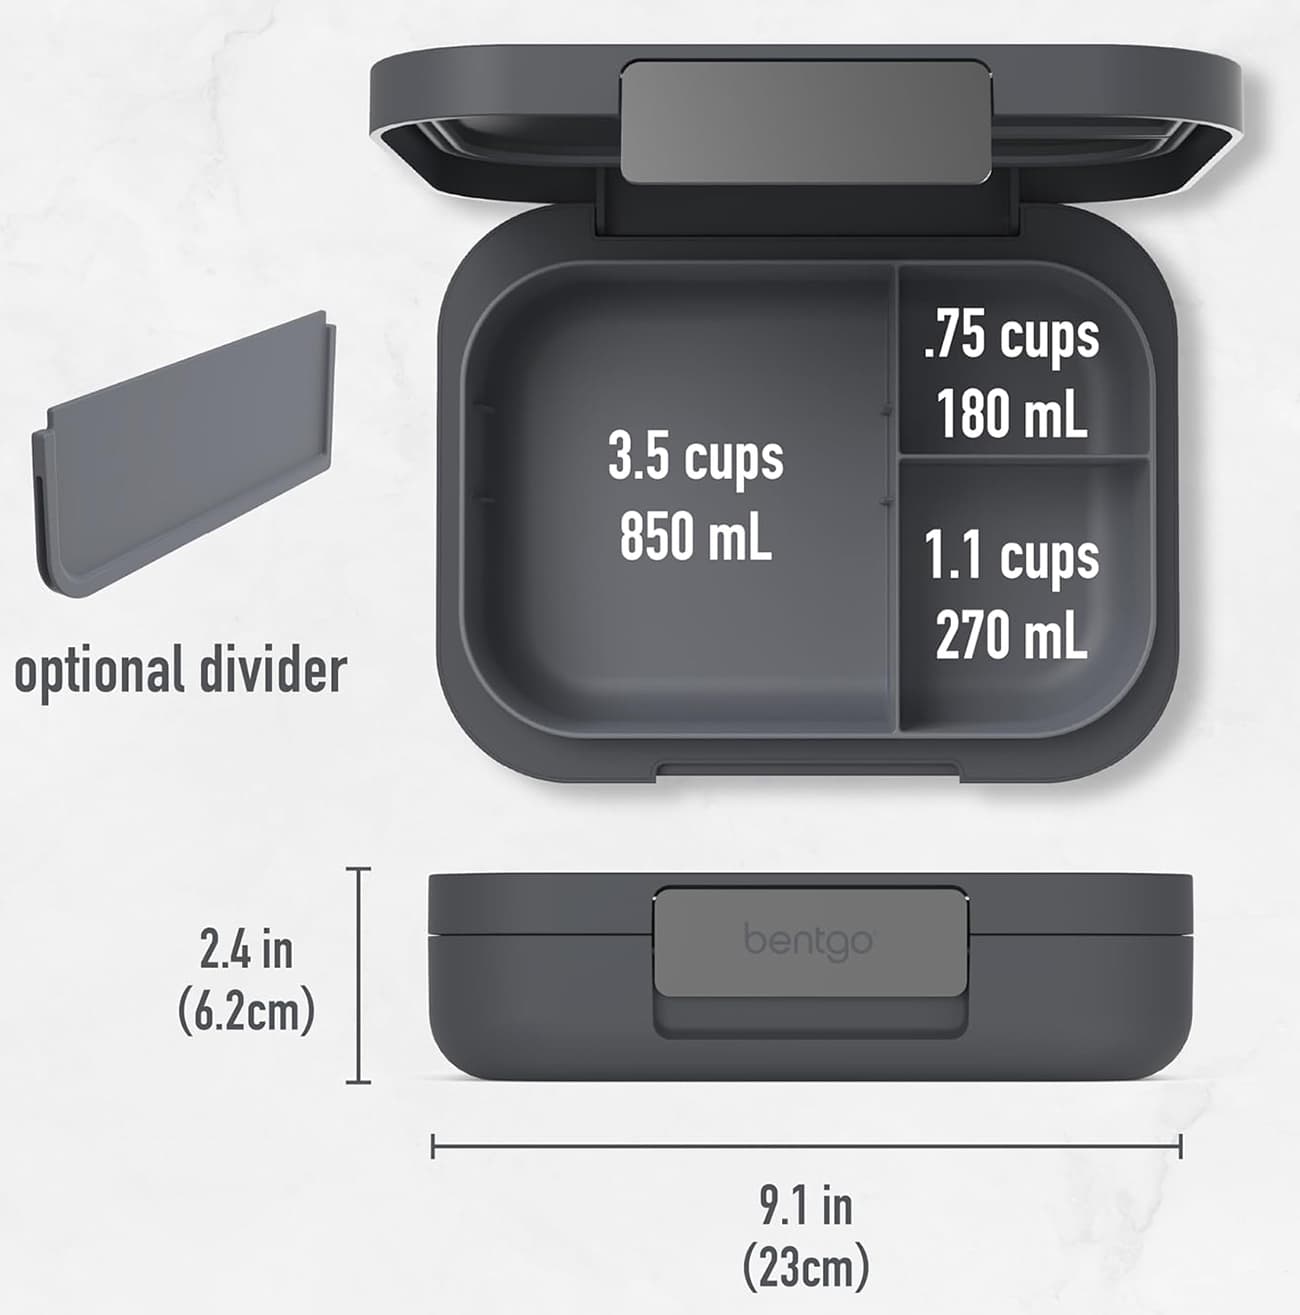 .75 cups
180 mL
3.5 cups
850 mL
1.1 cups
270 mL
optional divider
bentgo
2.4 in
(6.2cm)
9.1 in
(23cm)